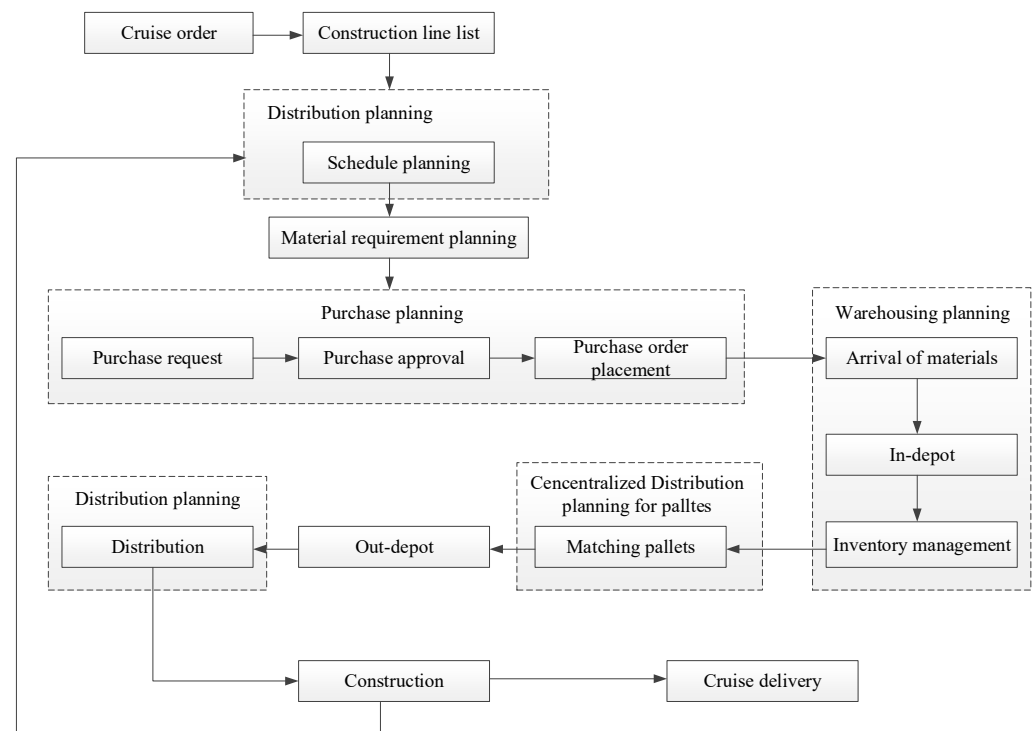 Cruise order
Construction line list
Distribution planning
Schedule planning
Material requirement planning
Purchase planning
Warehousing planning
Purchase request
Purchase approval
Purchase order
placement
Arrival of materials
In-depot
Distribution planning
Cencentralized Distribution
planning for palltes
Distribution
Out-depot
Matching pallets
Inventory management
Construction
Cruise delivery